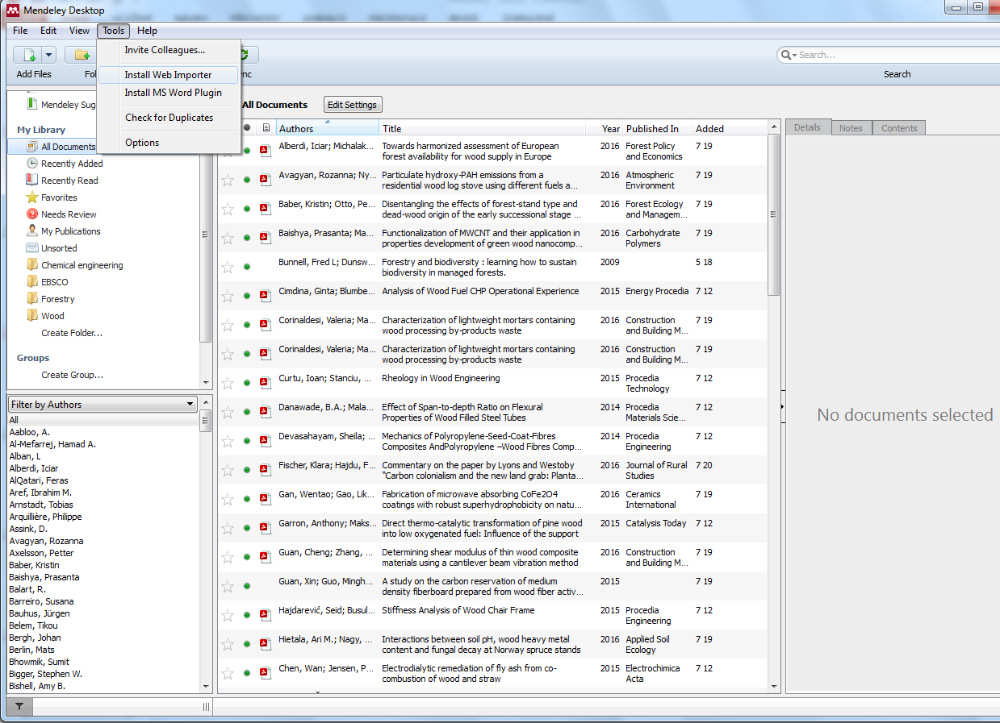 Mendeley Desktop
File Edit View Tools Help
Invite Colleagues...
Install Web Importer
Install MS Word Plugin
Check for Duplicates
Options
Add Files
Search...
Search
Mendeley Sug
My Library
All Documents
Recently Added
Recently Read
Favorites
Needs Review
My Publications
Unsorted
Chemical engineering
EBSCO
Forestry
Wood
Create Folder...
Groups
Create Group...
Filter by Authors
All
Aabloo, A.
Al-Mefarrej, Hamad A.
Alban, L
Alberdi, Iciar
AlQatari, Feras
Aref, Ibrahim M.
Arnstadt, Tobias
Arquillière, Philippe
Assink, D.
Avagyan, Rozanna
Axelsson, Petter
Baber, Kristin
Baishya, Prasanta
Balart, R.
Barreiro, Susana
Bauhus, Jürgen
Belem, Tikou
Bergh, Johan
Berlin, Mats
Bhowmik, Sumit
Bigger, Stephen W.
Bishell, Amy B.
All Documents Edit Settings
Authors Title Year Published In Added
Alberdi, Iciar; Michalak... Towards harmonized assessment of European 2016 Forest Policy 7 19
forest availability for wood supply in Europe and Economics
Avagyan, Rozanna; Ny... Particulate hydroxy-PAH emissions from a 2016 Atmospheric 7 19
residential wood log stove using different fuels a... Environment
Baber, Kristin; Otto, Pe... Disentangling the effects of forest-stand type and 2016 Forest Ecology 7 19
dead-wood origin of the early successional stage ... and Managem...
Baishya, Prasanta; Ma... Functionalization of MWCNT and their application in 2016 Carbohydrate 7 19
properties development of green wood nanocomp... Polymers
Bunnell, Fred L; Dunsw... Forestry and biodiversity : learning how to sustain 2009 5 18
biodiversity in managed forests.
Cimdina, Ginta; Blumbe... Analysis of Wood Fuel CHP Operational Experience 2015 Energy Procedia 7 12
Corinaldesi, Valeria; Ma... Characterization of lightweight mortars containing 2016 Construction 7 19
wood processing by-products waste and Building M...
Corinaldesi, Valeria; Ma... Characterization of lightweight mortars containing 2016 Construction 7 19
wood processing by-products waste and Building M...
Curtu, Ioan; Stanciu, ... Rheology in Wood Engineering 2015 Procedia 7 12
Technology
Danawade, B.A.; Mala... Effect of Span-to-depth Ratio on Flexural 2014 Procedia 7 12
Properties of Wood Filled Steel Tubes Materials Scie...
Devasahayam, Sheila; ... Mechanics of Polypropylene-Seed-Coat-Fibres 2014 Procedia 7 12
Composites AndPolypropylene –Wood Fibres Comp... Engineering
Fischer, Klara; Hajdu, F... Commentary on the paper by Lyons and Westoby 2016 Journal of Rural 7 20
"Carbon colonialism and the new land grab: Planta... Studies
Gan, Wentao; Gao, Lik... Fabrication of microwave absorbing CoFe2O4 2016 Ceramics 7 19
coatings with robust superhydrophobicity on natu... International
Garron, Anthony; Maks... Direct thermo-catalytic transformation of pine wood 2015 Catalysis Today 7 12
into low oxygenated fuel: Influence of the support
Guan, Cheng; Zhang, ... Determining shear modulus of thin wood composite 2016 Construction 7 19
materials using a cantilever beam vibration method and Building M...
Guan, Xin; Guo, Mingh... A study on the carbon reservation of medium 2015 7 19
density fiberboard prepared from wood fiber activ...
Hajdarević, Seid; Busul... Stiffness Analysis of Wood Chair Frame 2015 Procedia 7 12
Engineering
Hietala, Ari M.; Nagy, ... Interactions between soil pH, wood heavy metal 2016 Applied Soil 7 19
content and fungal decay at Norway spruce stands Ecology
Chen, Wan; Jensen, P... Electrodialytic remediation of fly ash from co- 2015 Electrochimica 7 12
combustion of wood and straw Acta
Details Notes Contents
No documents selected